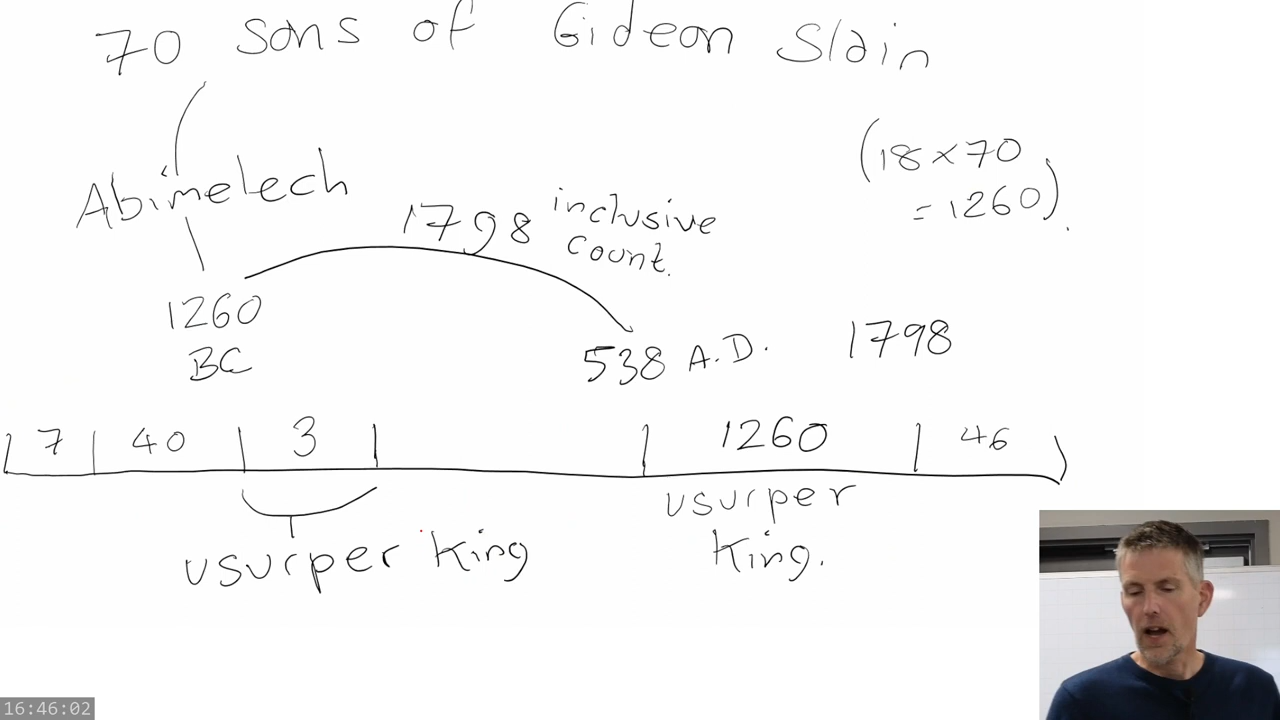 70 Sons of Gideon Slain
(18 x 70
= 1260).
Abimelech
1798 inclusive
count.
1260
BC
538 A.D. 1798
7 40 3 1260 46
usurper
King.
usurper King
16:46:02